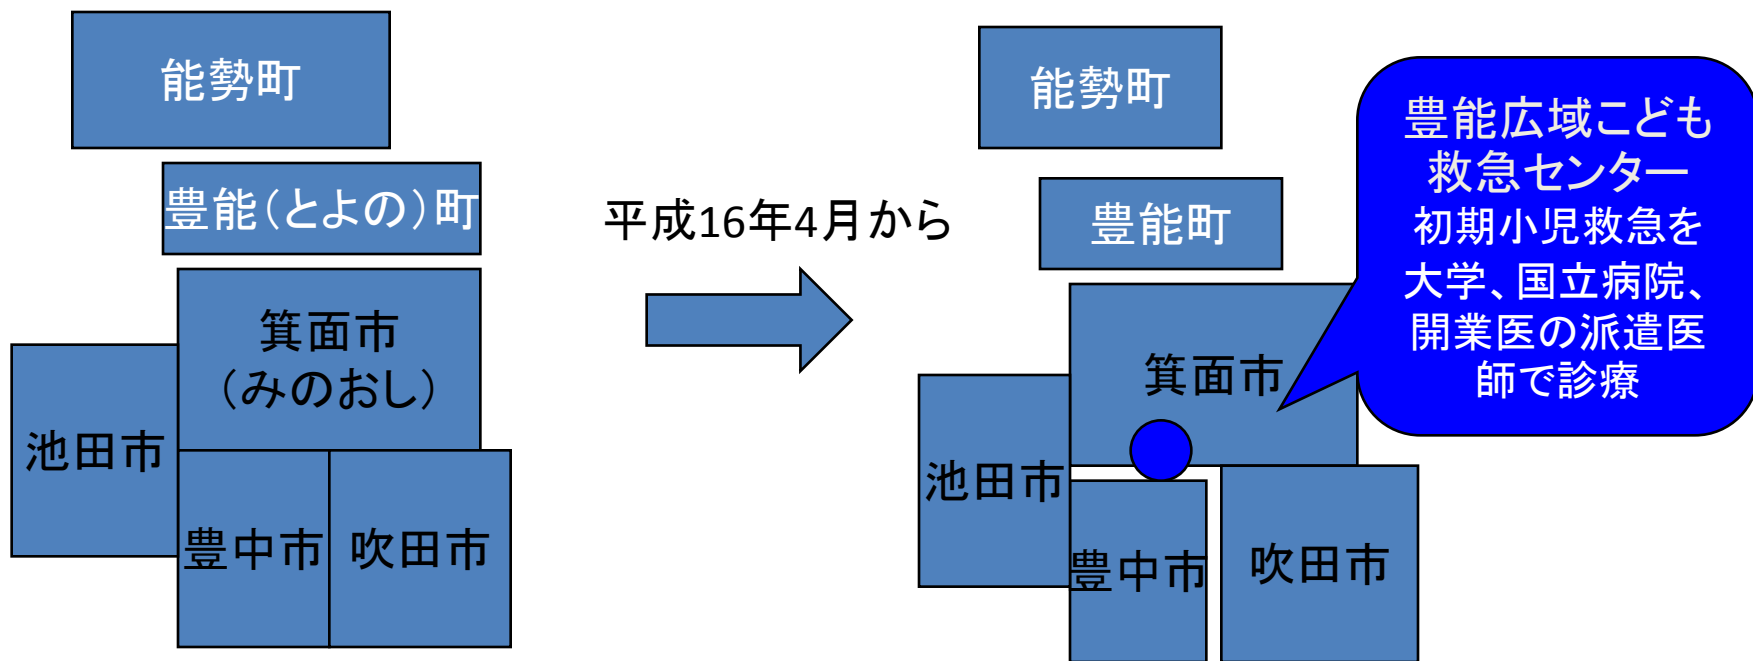 能勢町
豊能（とよの）町
箕面市
（みのおし）
池田市
豊中市
吹田市
平成16年4月から
能勢町
豊能町
箕面市
池田市
豊中市
吹田市
豊能広域こども
救急センター
初期小児救急を
大学、国立病院、
開業医の派遣医
師で診療